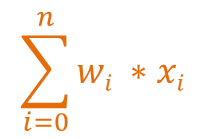 n
∑ wᵢ * xᵢ
i=0